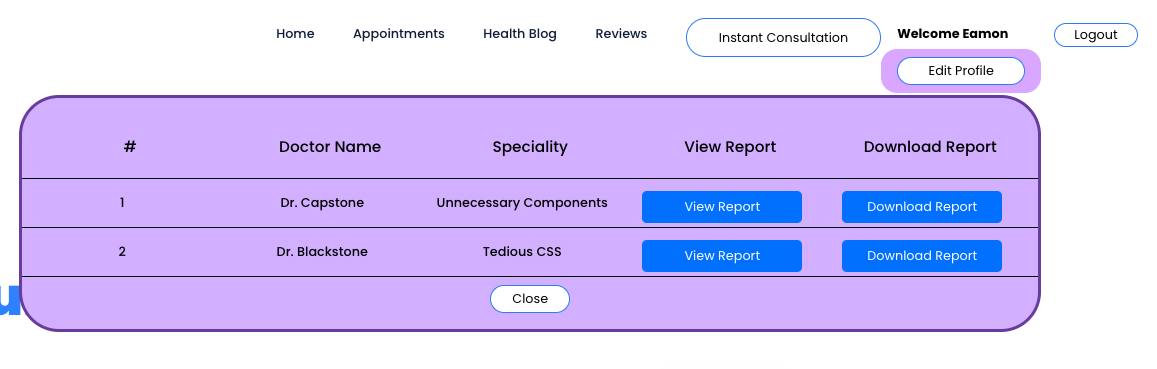 Home Appointments Health Blog Reviews Instant Consultation Welcome Eamon Logout
Edit Profile
# Doctor Name Speciality View Report Download Report
1 Dr. Capstone Unnecessary Components View Report Download Report
2 Dr. Blackstone Tedious CSS View Report Download Report
Close